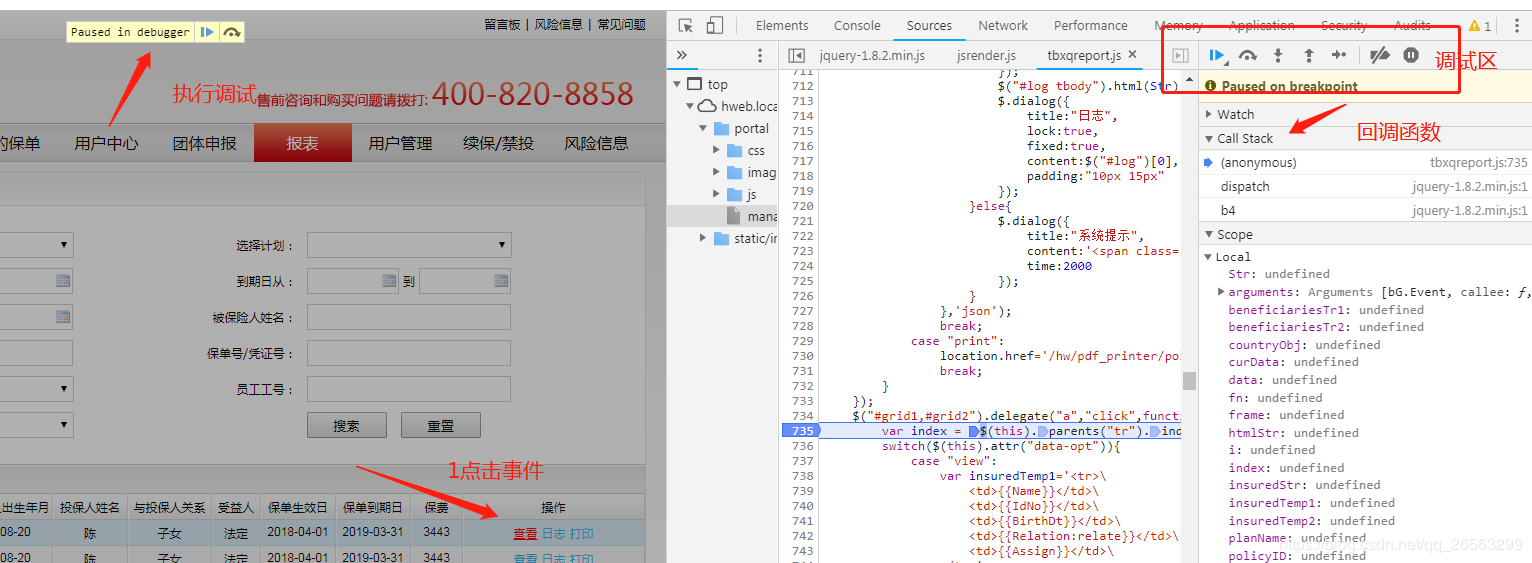 Paused in debugger
留言板 | 风险信息 | 常见问题
执行调试
售前咨询和购买问题请拨打: 400-820-8858
的保单 用户中心 团体申报 报表 用户管理 续保/禁投 风险信息
选择计划：
到期日从： 到
被保险人姓名：
保单号/凭证号：
员工工号：
搜索 重置
1点击事件
出生年月 投保人姓名 与投保人关系 受益人 保单生效日 保单到期日 保费 操作
08-20 陈 子女 法定 2018-04-01 2019-03-31 3443 查看 日志 打印
08-20 陈 子女 法定 2018-04-01 2019-03-31 3443 查看 日志 打印
Elements Console Sources Network Performance Memory Application Security Audits 1
» jquery-1.8.2.min.js jsrender.js tbxqreport.js ×
调试区
top
hweb.loca
portal
css
imag
js
mana
static/ir
711 });
712 $("#log tbody").html(Str)
713 $.dialog({
714 title:"日志",
715 lock:true,
716 fixed:true,
717 content:$("#log")[0],
718 padding:"10px 15px"
719 });
720 }else{
721 $.dialog({
722 title:"系统提示",
723 content:'<span class=
724 time:2000
725 });
726 }
727 },'json');
728 break;
729 case "print":
730 location.href='/hw/pdf_printer/po
731 break;
732 }
733 });
734 $("#grid1,#grid2").delegate("a","click",functi
735 var index = $(this).parents("tr").ind
736 switch($(this).attr("data-opt")){
737 case "view":
738 var insuredTemp1='<tr>\
739 <td>{{Name}}</td>\
740 <td>{{IdNo}}</td>\
741 <td>{{BirthDt}}</td>\
742 <td>{{Relation:relate}}</td>\
743 <td>{{Assign}}</td>\
Paused on breakpoint
Watch
Call Stack
回调函数
(anonymous) tbxqreport.js:735
dispatch jquery-1.8.2.min.js:1
b4 jquery-1.8.2.min.js:1
Scope
Local
Str: undefined
arguments: Arguments [bG.Event, callee: ƒ,
beneficiariesTr1: undefined
beneficiariesTr2: undefined
countryObj: undefined
curData: undefined
data: undefined
fn: undefined
frame: undefined
htmlStr: undefined
i: undefined
index: undefined
insuredStr: undefined
insuredTemp1: undefined
insuredTemp2: undefined
planName: undefined
policyID: undefined
https://blog.csdn.net/qq_26563299